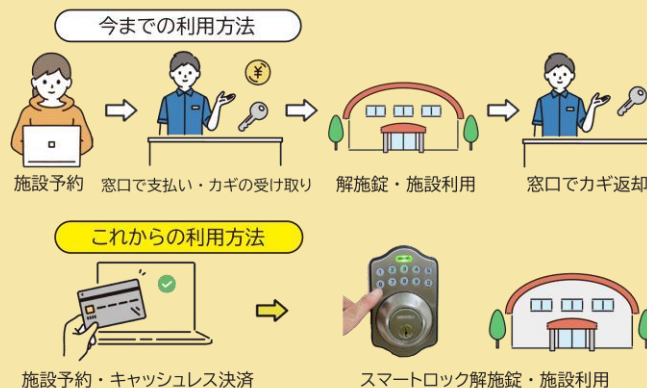 今までの利用方法
¥
施設予約
窓口で支払い・カギの受け取り
解施錠・施設利用
窓口でカギ返却
これからの利用方法
施設予約・キャッシュレス決済
スマートロック解施錠・施設利用